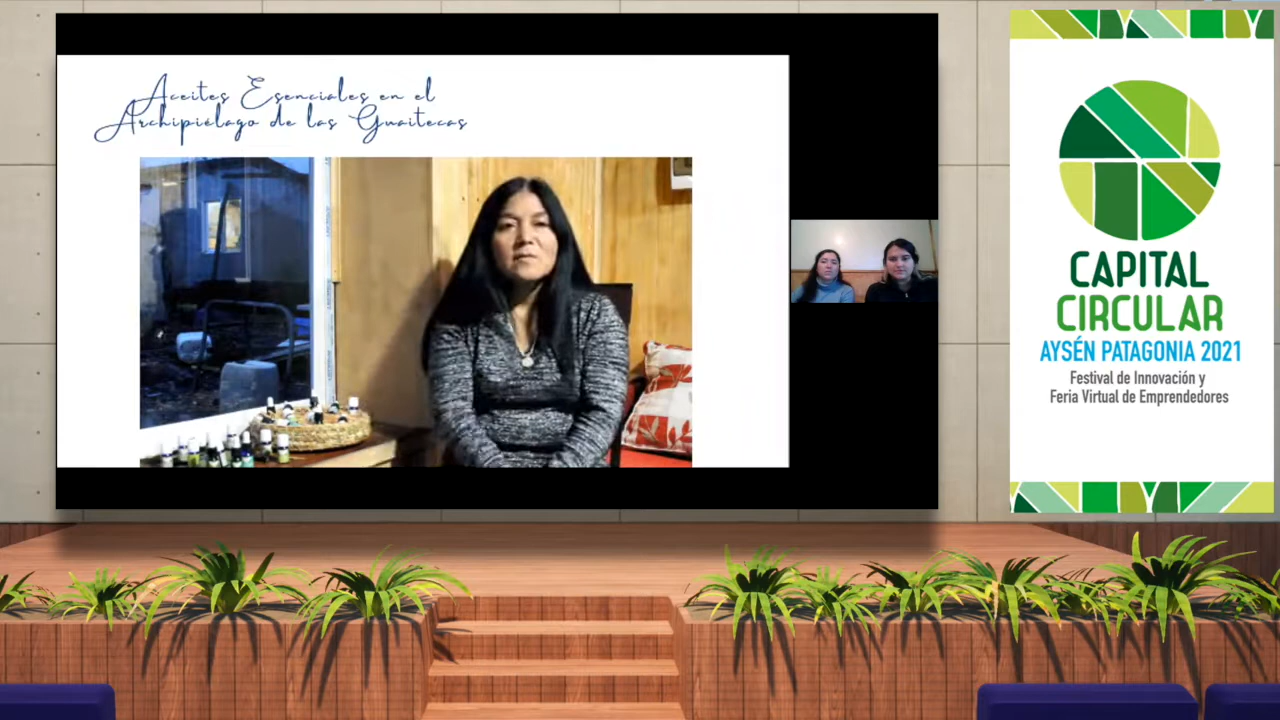 Aceites Esenciales en el
Archipiélago de las Guaitecas
CAPITAL
CIRCULAR
AYSÉN PATAGONIA 2021
Festival de Innovación y
Feria Virtual de Emprendedores